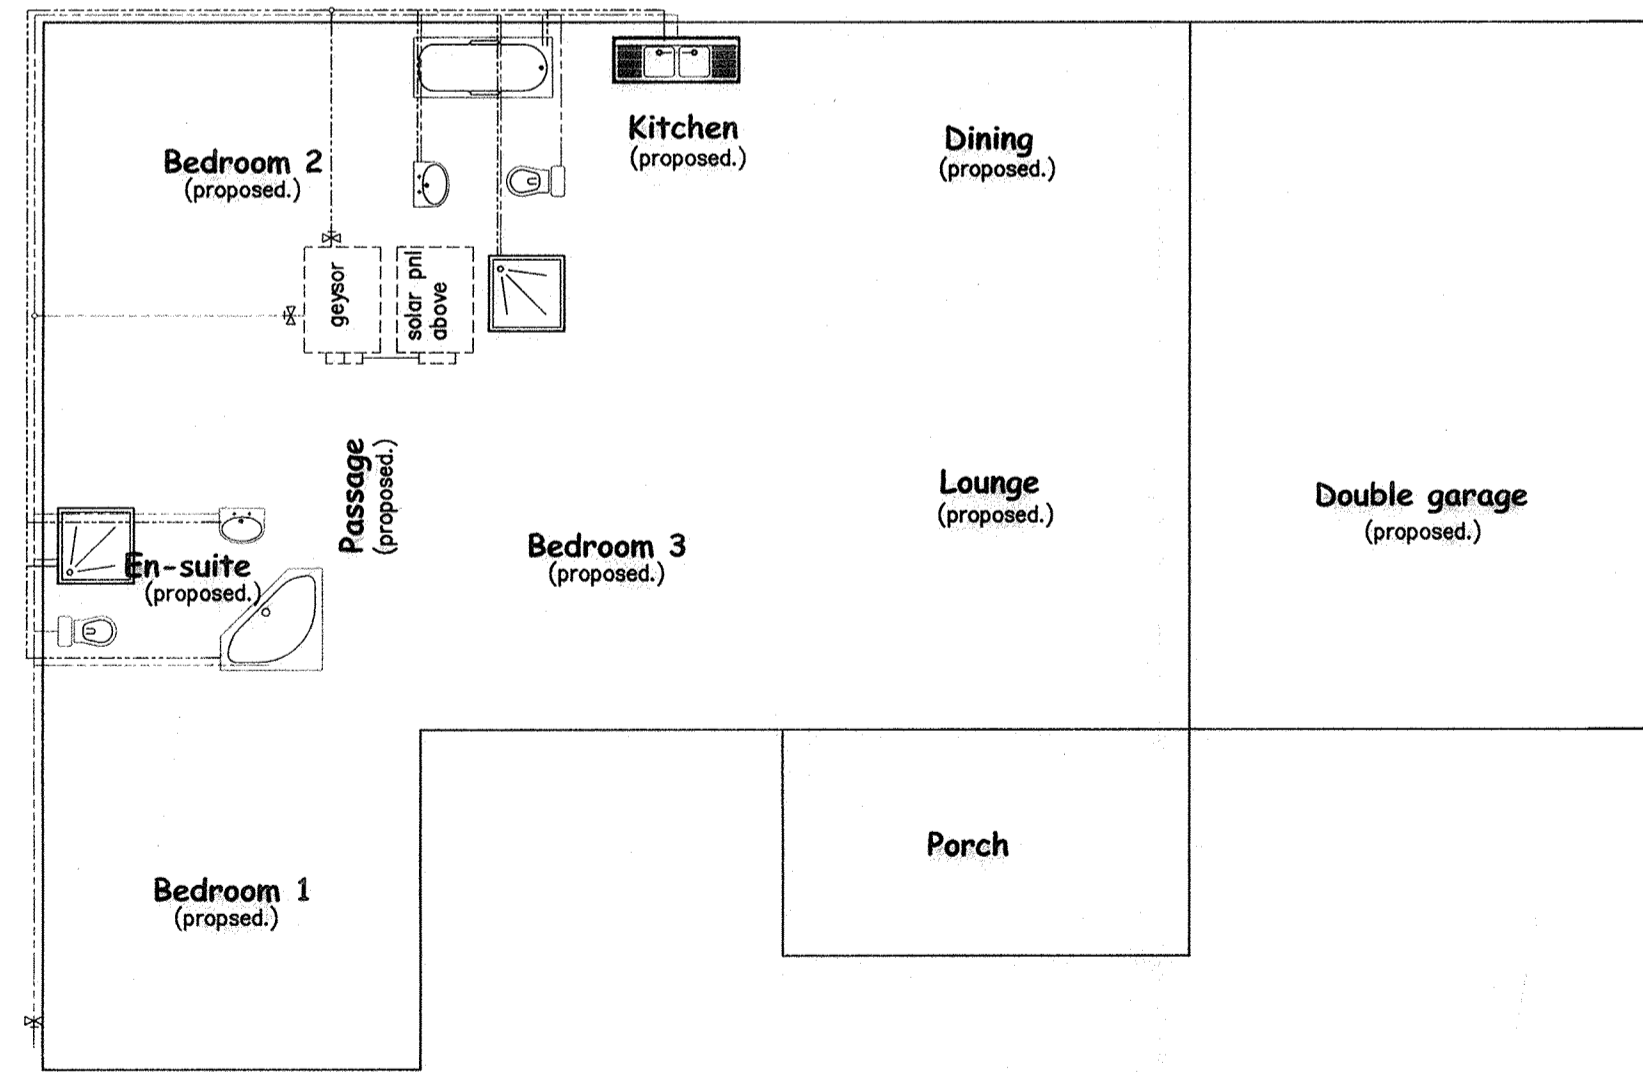 Kitchen
(proposed.)
Dining
(proposed.)
Bedroom 2
(proposed.)
geysor
solar pnl
above
Passage
(proposed.)
Lounge
(proposed.)
Double garage
(proposed.)
Bedroom 3
(proposed.)
En-suite
(proposed.)
Porch
Bedroom 1
(propsed.)